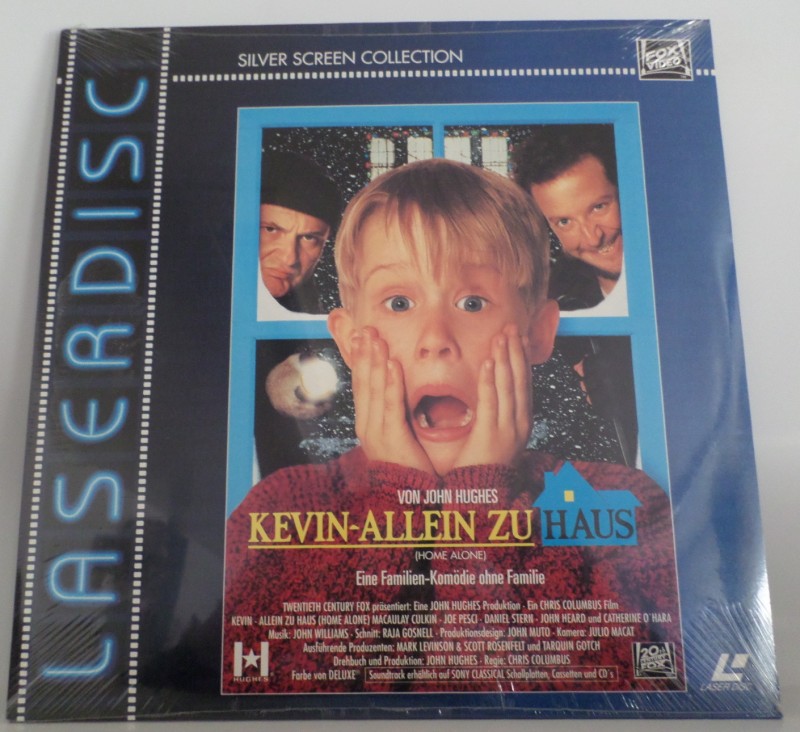 SILVER SCREEN COLLECTION
FOX
VIDEO
LASERDISC
VON JOHN HUGHES
KEVIN-ALLEIN ZU HAUS
(HOME ALONE)
Eine Familien-Komödie ohne Familie
TWENTIETH CENTURY FOX präsentiert: Eine JOHN HUGHES Produktion - Ein CHRIS COLUMBUS Film
KEVIN - ALLEIN ZU HAUS (HOME ALONE) MACAULAY CULKIN - JOE PESCI - DANIEL STERN - JOHN HEARD und CATHERINE O'HARA
Musik: JOHN WILLIAMS - Schnitt: RAJA GOSNELL - Produktionsdesign: JOHN MUTO - Kamera: JULIO MACAT
Ausführende Produzenten: MARK LEVINSON & SCOTT ROSENFELT und TARQUIN GOTCH
Drehbuch und Produktion: JOHN HUGHES - Regie: CHRIS COLUMBUS
Farbe von DELUXE® Soundtrack erhältlich auf SONY CLASSICAL Schallplatten, Cassetten und CD's
HUGHES
20th
CENTURY
FOX
LASER DISC